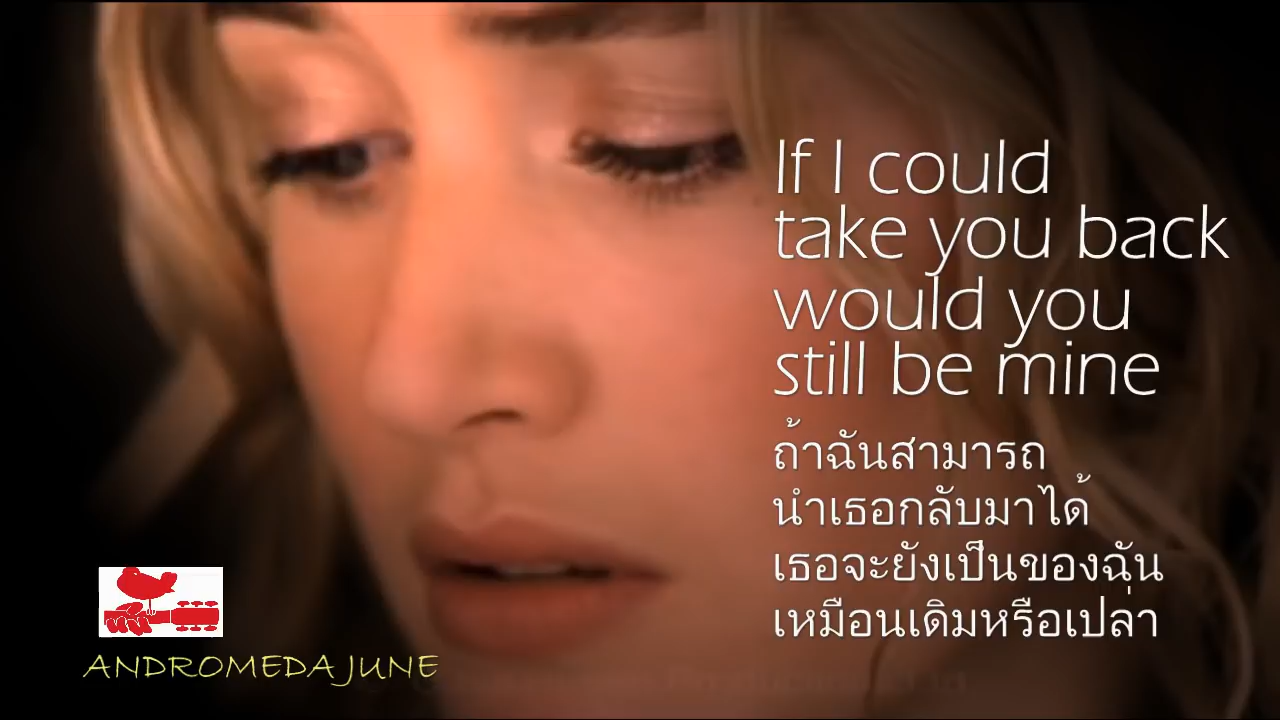 If I could
take you back
would you
still be mine
ถ้าฉันสามารถ
นำเธอกลับมาได้
เธอจะยังเป็นของฉัน
เหมือนเดิมหรือเปล่า
ANDROMEDA JUNE